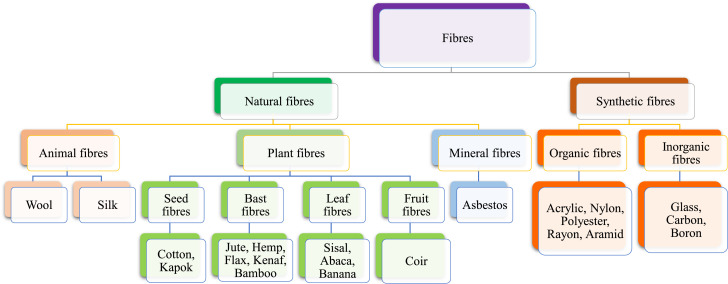 Fibres
Natural fibres
Synthetic fibres
Animal fibres
Plant fibres
Mineral fibres
Organic fibres
Inorganic
fibres
Wool
Silk
Seed
fibres
Bast
fibres
Leaf
fibres
Fruit
fibres
Asbestos
Acrylic, Nylon,
Polyester,
Rayon, Aramid
Glass,
Carbon,
Boron
Cotton,
Kapok
Jute, Hemp,
Flax, Kenaf,
Bamboo
Sisal,
Abaca,
Banana
Coir